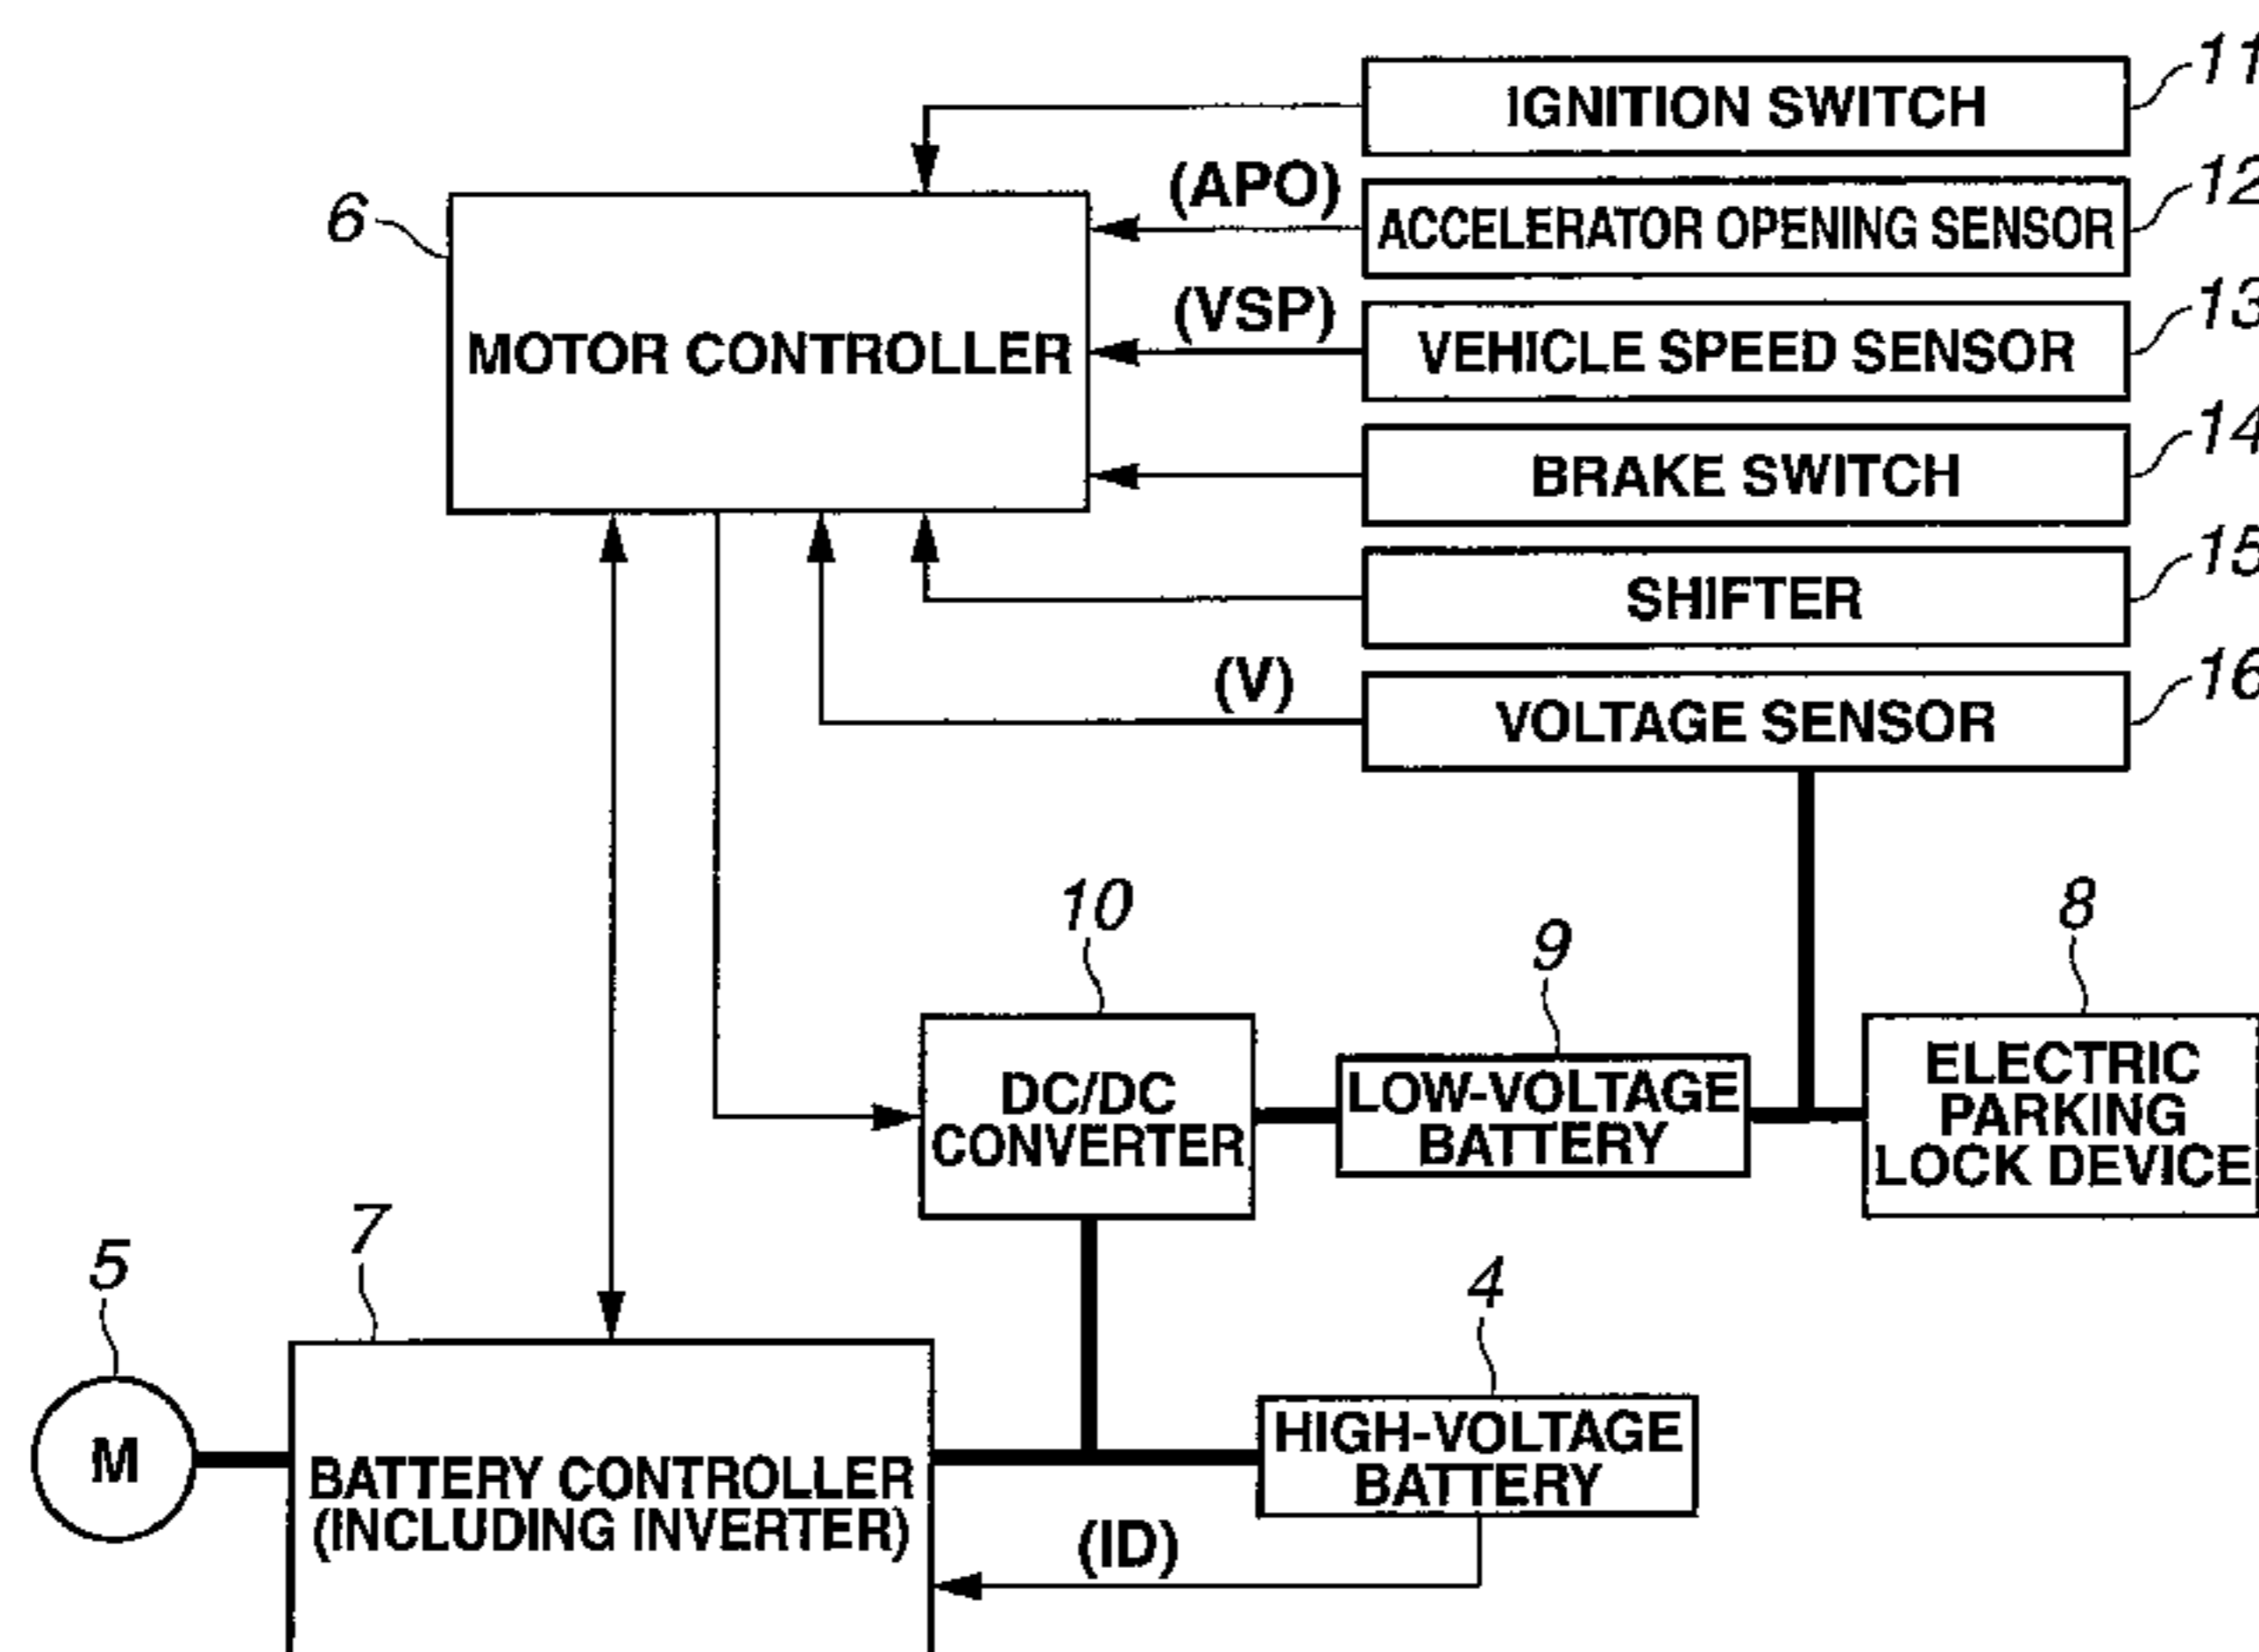 11
IGNITION SWITCH
12
(APO)
ACCELERATOR OPENING SENSOR
6
13
(VSP)
MOTOR CONTROLLER
VEHICLE SPEED SENSOR
14
BRAKE SWITCH
15
SHIFTER
16
(V)
VOLTAGE SENSOR
10
9
8
DC/DC
CONVERTER
LOW-VOLTAGE
BATTERY
ELECTRIC
PARKING
LOCK DEVICE
5
7
4
M
BATTERY CONTROLLER
(INCLUDING INVERTER)
HIGH-VOLTAGE
BATTERY
(ID)